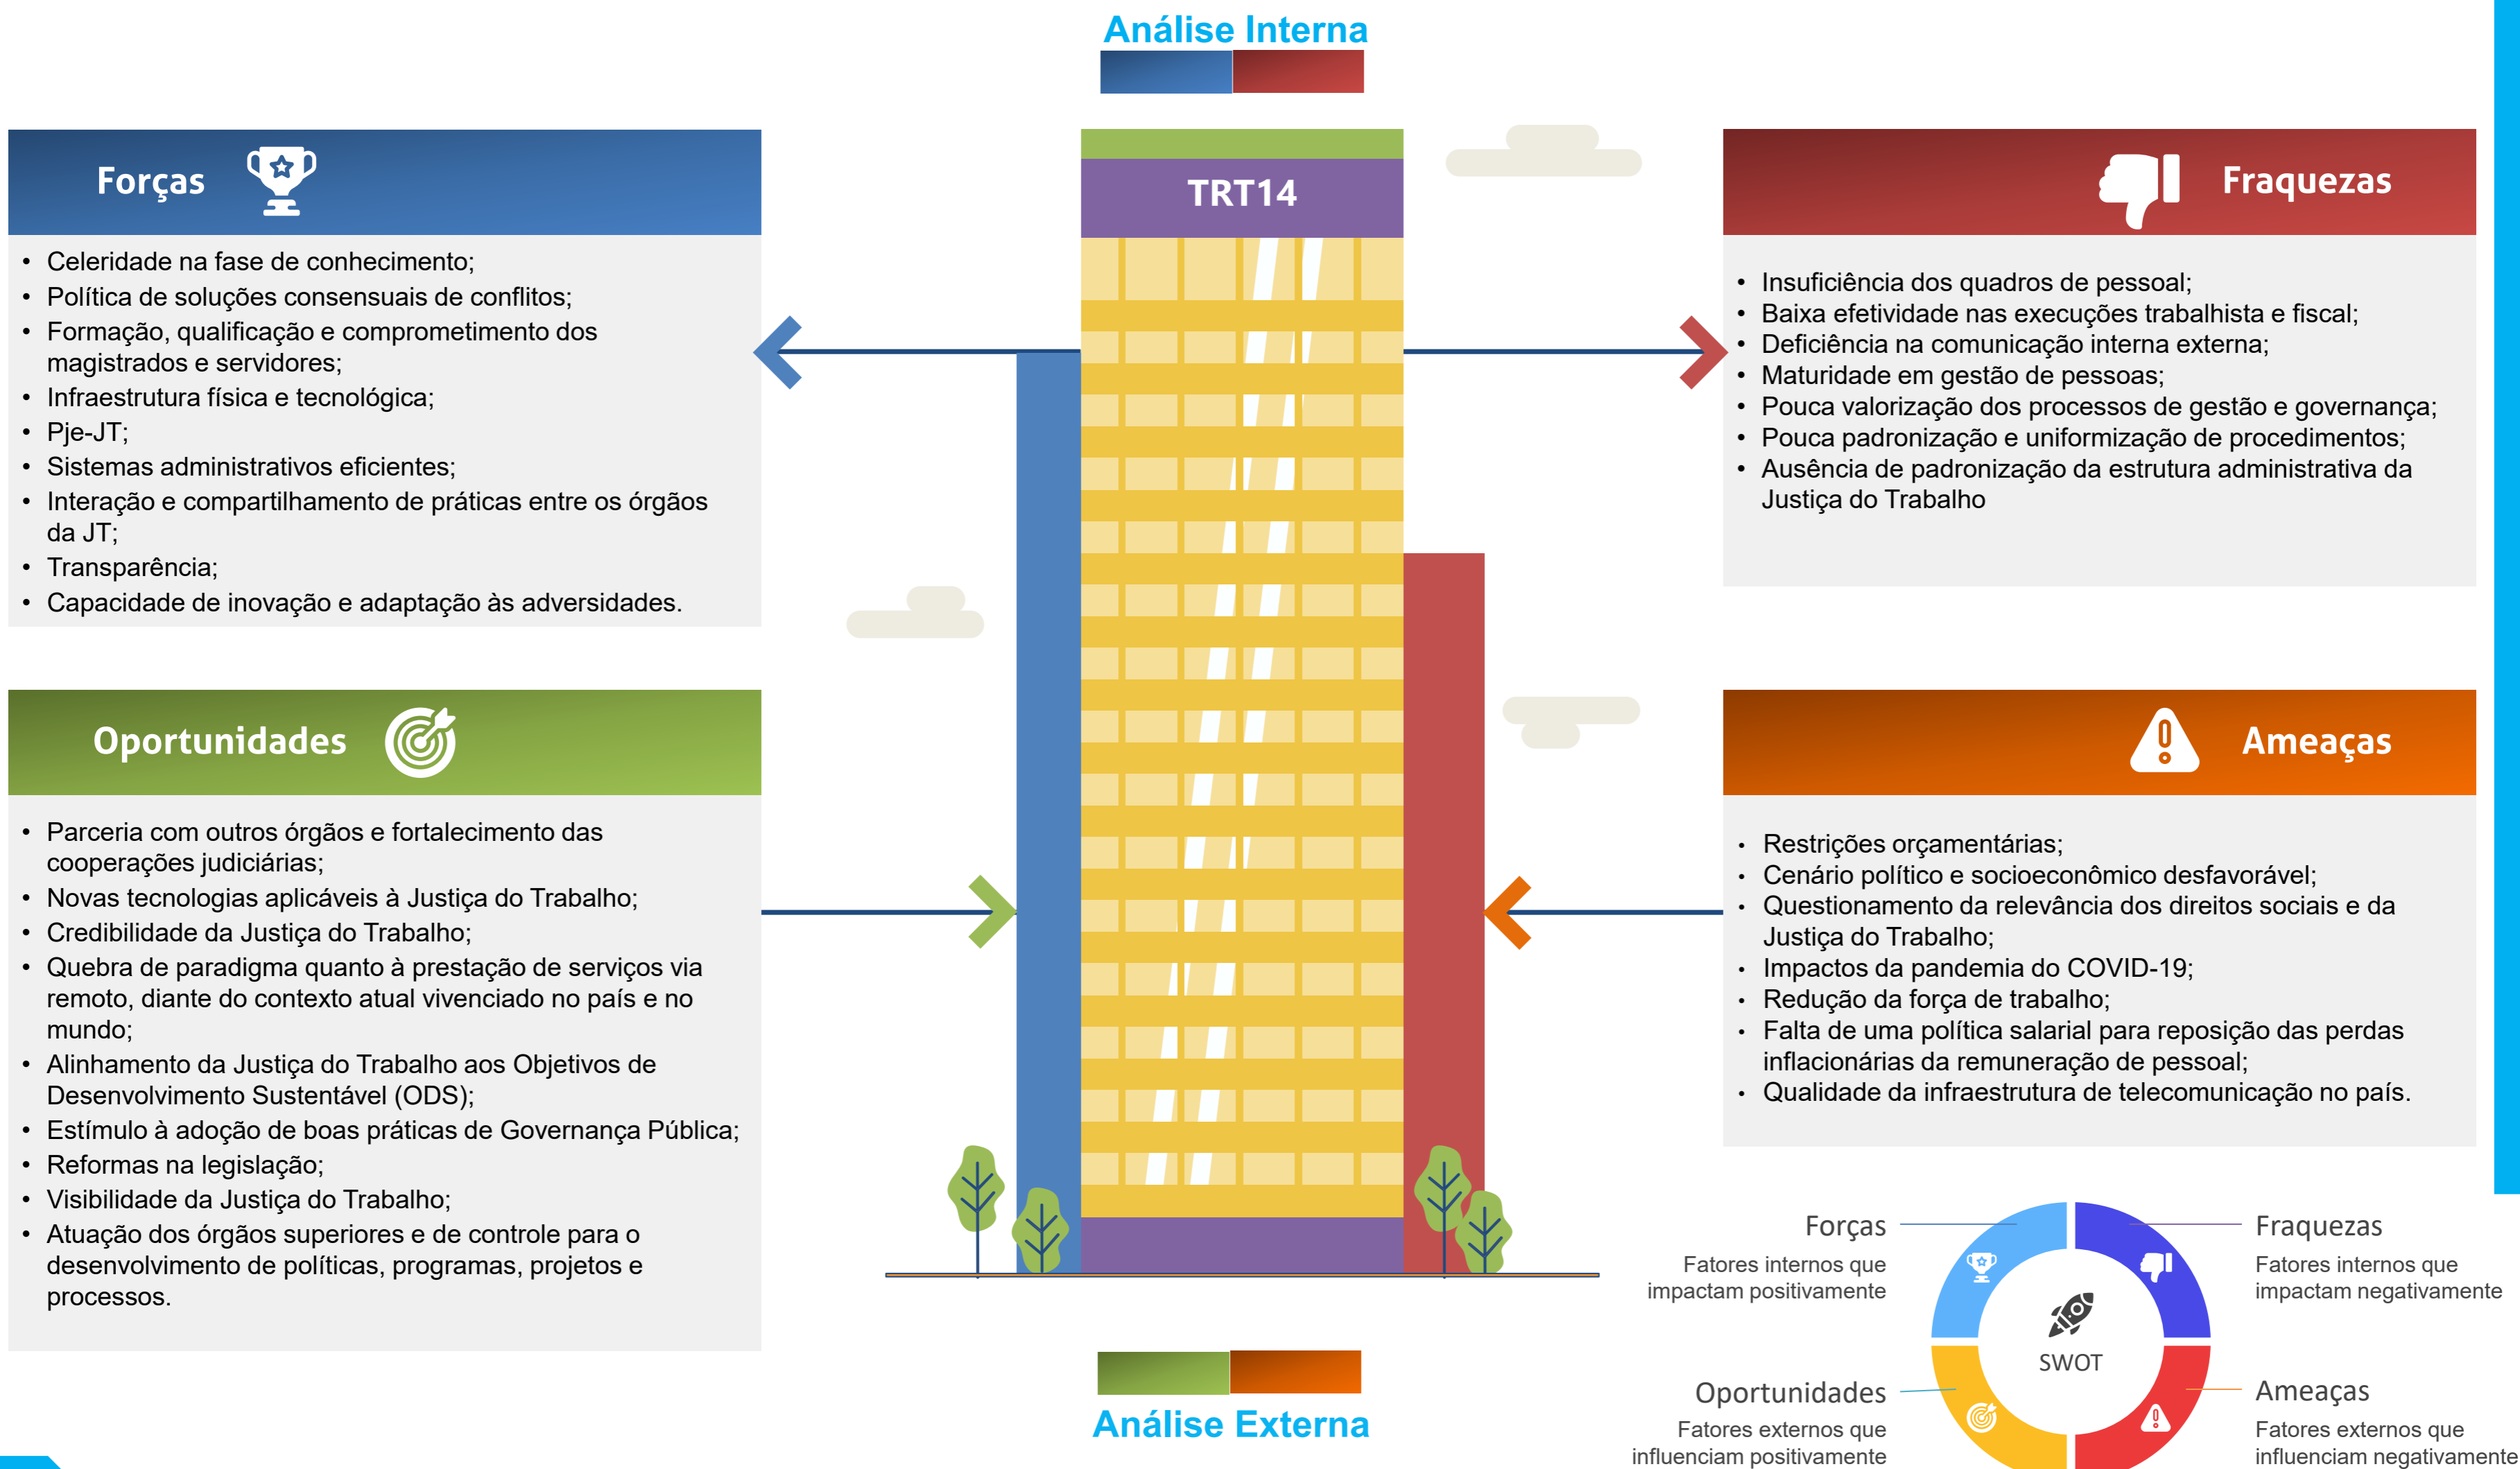 Análise Interna
TRT14
Forças
• Celeridade na fase de conhecimento;
• Política de soluções consensuais de conflitos;
• Formação, qualificação e comprometimento dos
magistrados e servidores;
• Infraestrutura física e tecnológica;
• Pje-JT;
• Sistemas administrativos eficientes;
• Interação e compartilhamento de práticas entre os órgãos
da JT;
• Transparência;
• Capacidade de inovação e adaptação às adversidades.
Fraquezas
• Insuficiência dos quadros de pessoal;
• Baixa efetividade nas execuções trabalhista e fiscal;
• Deficiência na comunicação interna externa;
• Maturidade em gestão de pessoas;
• Pouca valorização dos processos de gestão e governança;
• Pouca padronização e uniformização de procedimentos;
• Ausência de padronização da estrutura administrativa da
Justiça do Trabalho
Oportunidades
• Parceria com outros órgãos e fortalecimento das
cooperações judiciárias;
• Novas tecnologias aplicáveis à Justiça do Trabalho;
• Credibilidade da Justiça do Trabalho;
• Quebra de paradigma quanto à prestação de serviços via
remoto, diante do contexto atual vivenciado no país e no
mundo;
• Alinhamento da Justiça do Trabalho aos Objetivos de
Desenvolvimento Sustentável (ODS);
• Estímulo à adoção de boas práticas de Governança Pública;
• Reformas na legislação;
• Visibilidade da Justiça do Trabalho;
• Atuação dos órgãos superiores e de controle para o
desenvolvimento de políticas, programas, projetos e
processos.
Ameaças
• Restrições orçamentárias;
• Cenário político e socioeconômico desfavorável;
• Questionamento da relevância dos direitos sociais e da
Justiça do Trabalho;
• Impactos da pandemia do COVID-19;
• Redução da força de trabalho;
• Falta de uma política salarial para reposição das perdas
inflacionárias da remuneração de pessoal;
• Qualidade da infraestrutura de telecomunicação no país.
Análise Externa
Forças
Fatores internos que
impactam positivamente
Fraquezas
Fatores internos que
impactam negativamente
SWOT
Oportunidades
Fatores externos que
influenciam positivamente
Ameaças
Fatores externos que
influenciam negativamente